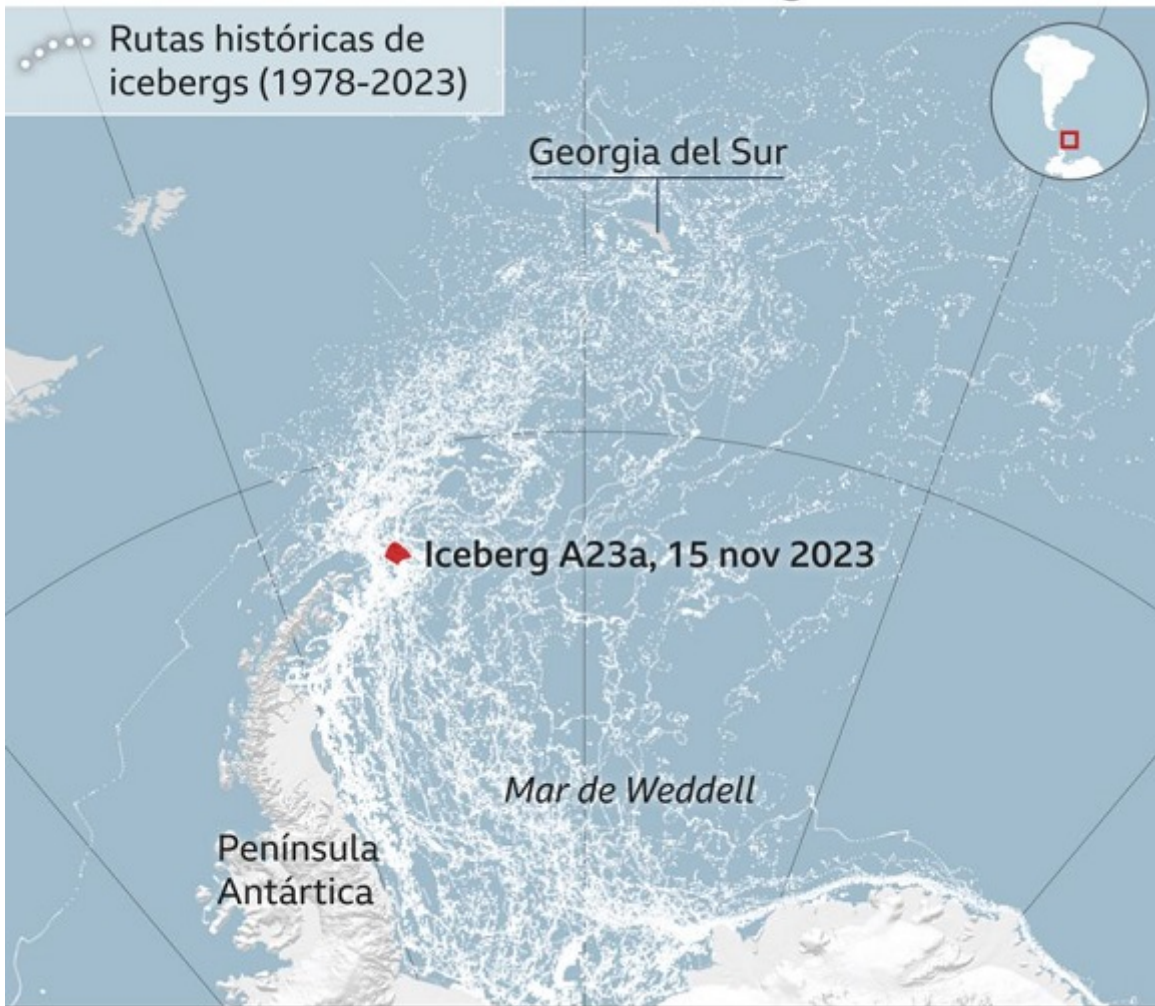 Rutas históricas de
icebergs (1978-2023)
Georgia del Sur
Iceberg A23a, 15 nov 2023
Mar de Weddell
Península
Antártica